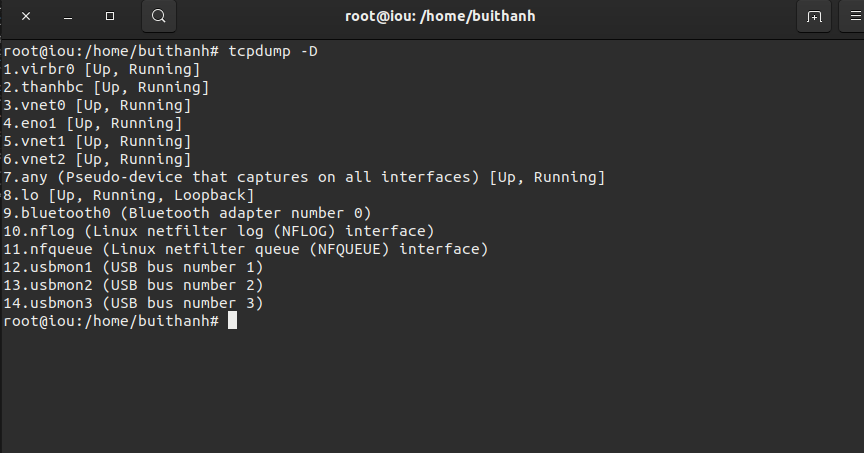 root@iou: /home/buithanh
root@iou:/home/buithanh# tcpdump -D
1.virbr0 [Up, Running]
2.thanhbc [Up, Running]
3.vnet0 [Up, Running]
4.eno1 [Up, Running]
5.vnet1 [Up, Running]
6.vnet2 [Up, Running]
7.any (Pseudo-device that captures on all interfaces) [Up, Running]
8.lo [Up, Running, Loopback]
9.bluetooth0 (Bluetooth adapter number 0)
10.nflog (Linux netfilter log (NFLOG) interface)
11.nfqueue (Linux netfilter queue (NFQUEUE) interface)
12.usbmon1 (USB bus number 1)
13.usbmon2 (USB bus number 2)
14.usbmon3 (USB bus number 3)
root@iou:/home/buithanh#